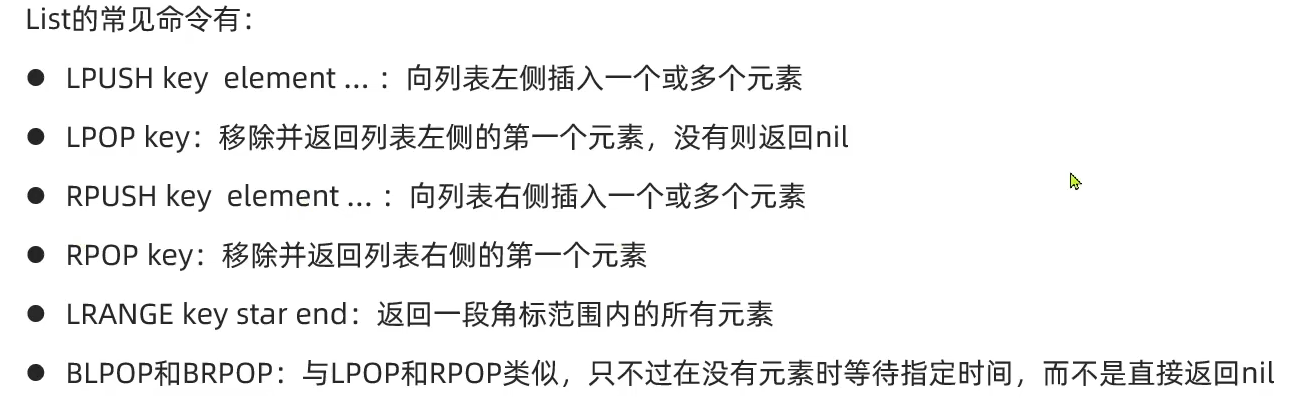 List的常见命令有：
● LPUSH key  element ... ：向列表左侧插入一个或多个元素
● LPOP key：移除并返回列表左侧的第一个元素，没有则返回nil
● RPUSH key  element ... ：向列表右侧插入一个或多个元素
● RPOP key：移除并返回列表右侧的第一个元素
● LRANGE key star end：返回一段角标范围内的所有元素
● BLPOP和BRPOP：与LPOP和RPOP类似，只不过在没有元素时等待指定时间，而不是直接返回nil